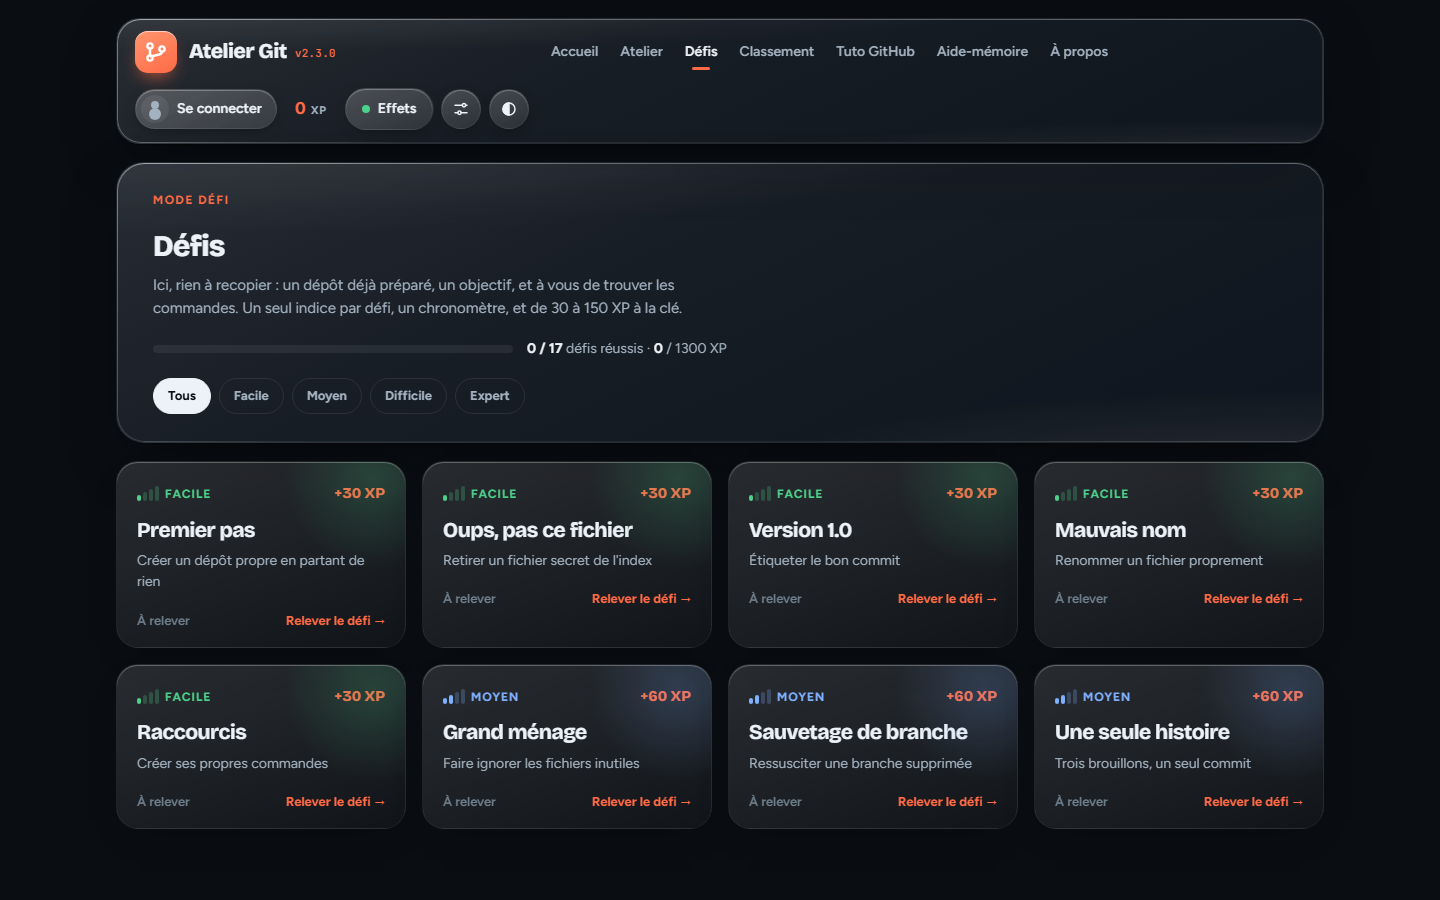 Atelier Git v2.3.0
Accueil Atelier Défis Classement Tuto GitHub Aide-mémoire À propos
Se connecter 0 XP Effets
MODE DÉFI
Défis
Ici, rien à recopier : un dépôt déjà préparé, un objectif, et à vous de trouver les
commandes. Un seul indice par défi, un chronomètre, et de 30 à 150 XP à la clé.
0 / 17 défis réussis · 0 / 1300 XP
Tous Facile Moyen Difficile Expert
FACILE +30 XP
Premier pas
Créer un dépôt propre en partant de
rien
À relever Relever le défi →
FACILE +30 XP
Oups, pas ce fichier
Retirer un fichier secret de l'index
À relever Relever le défi →
FACILE +30 XP
Version 1.0
Étiqueter le bon commit
À relever Relever le défi →
FACILE +30 XP
Mauvais nom
Renommer un fichier proprement
À relever Relever le défi →
FACILE +30 XP
Raccourcis
Créer ses propres commandes
À relever Relever le défi →
MOYEN +60 XP
Grand ménage
Faire ignorer les fichiers inutiles
À relever Relever le défi →
MOYEN +60 XP
Sauvetage de branche
Ressusciter une branche supprimée
À relever Relever le défi →
MOYEN +60 XP
Une seule histoire
Trois brouillons, un seul commit
À relever Relever le défi →